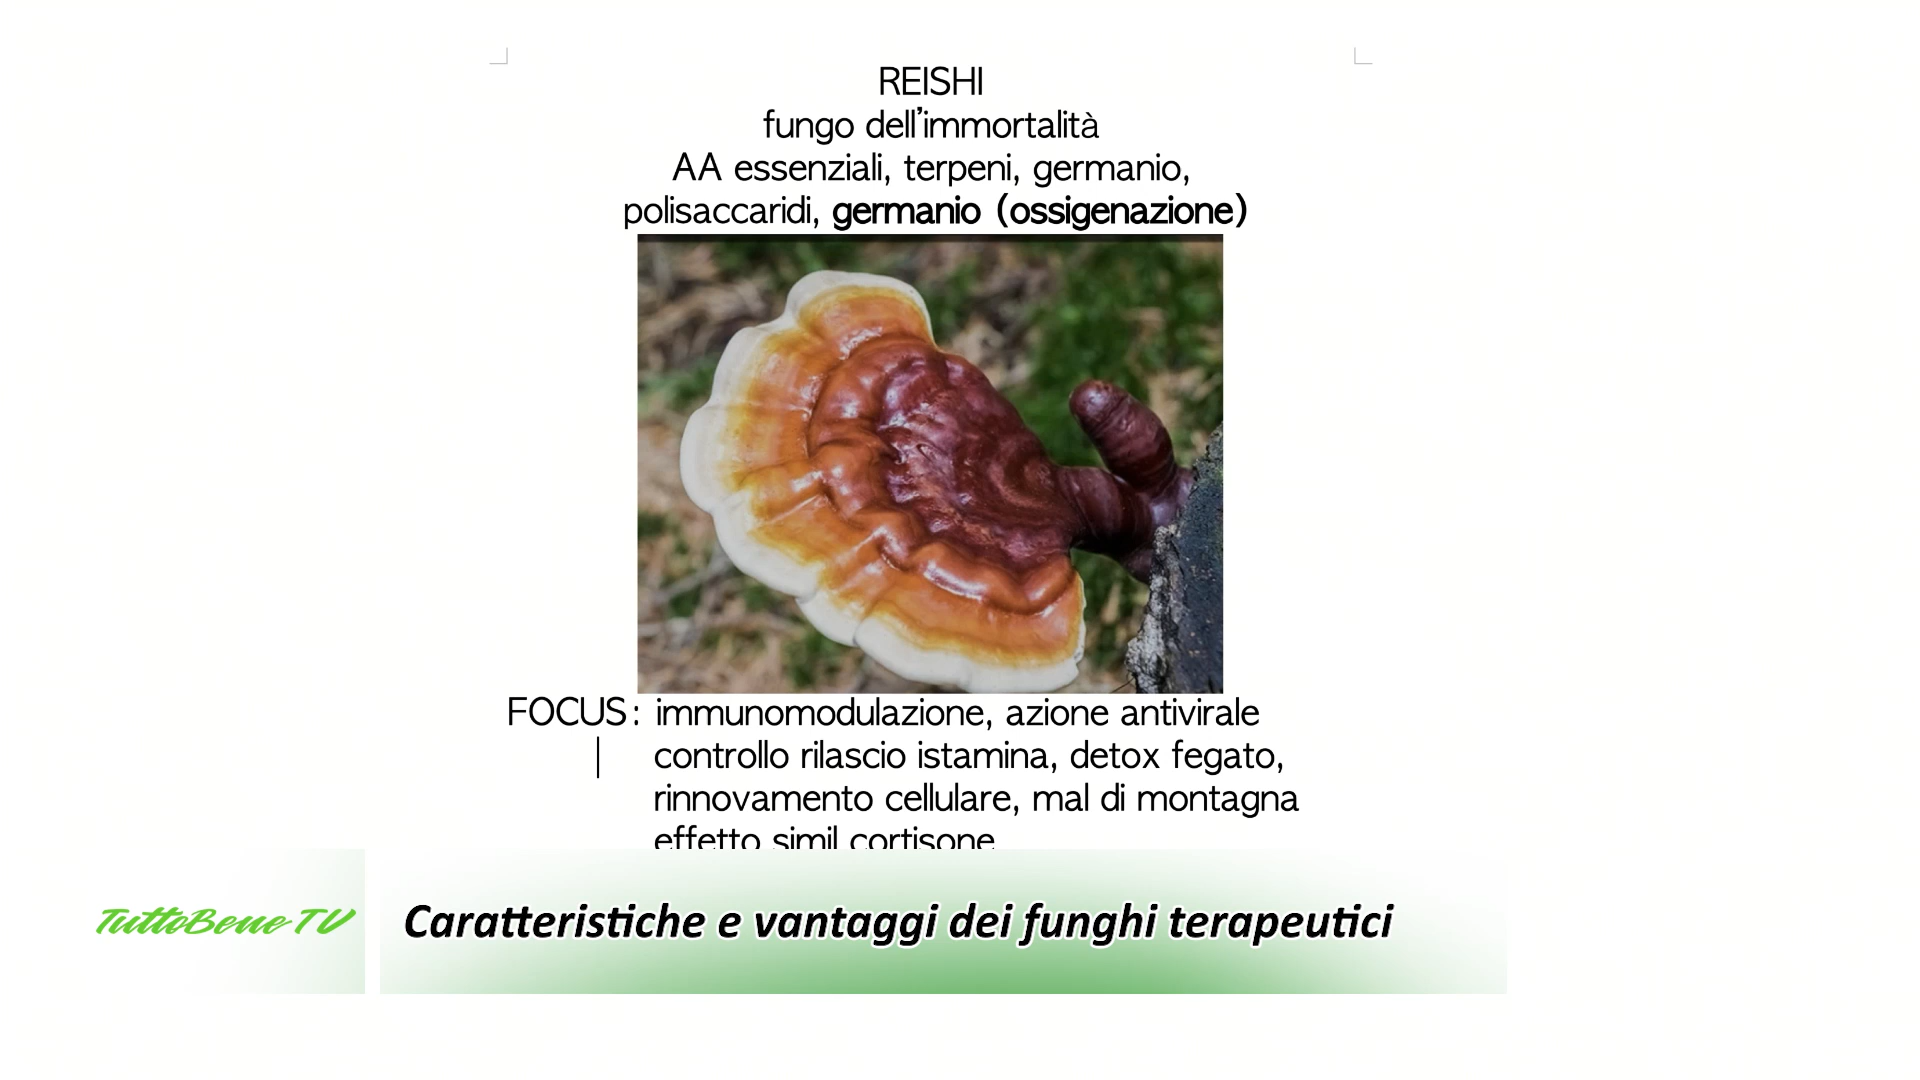 REISHI
fungo dell'immortalità
AA essenziali, terpeni, germanio,
polisaccaridi, germanio (ossigenazione)
FOCUS: immunomodulazione, azione antivirale
controllo rilascio istamina, detox fegato,
rinnovamento cellulare, mal di montagna
effetto simil cortisone
TuttoBene TV
Caratteristiche e vantaggi dei funghi terapeutici